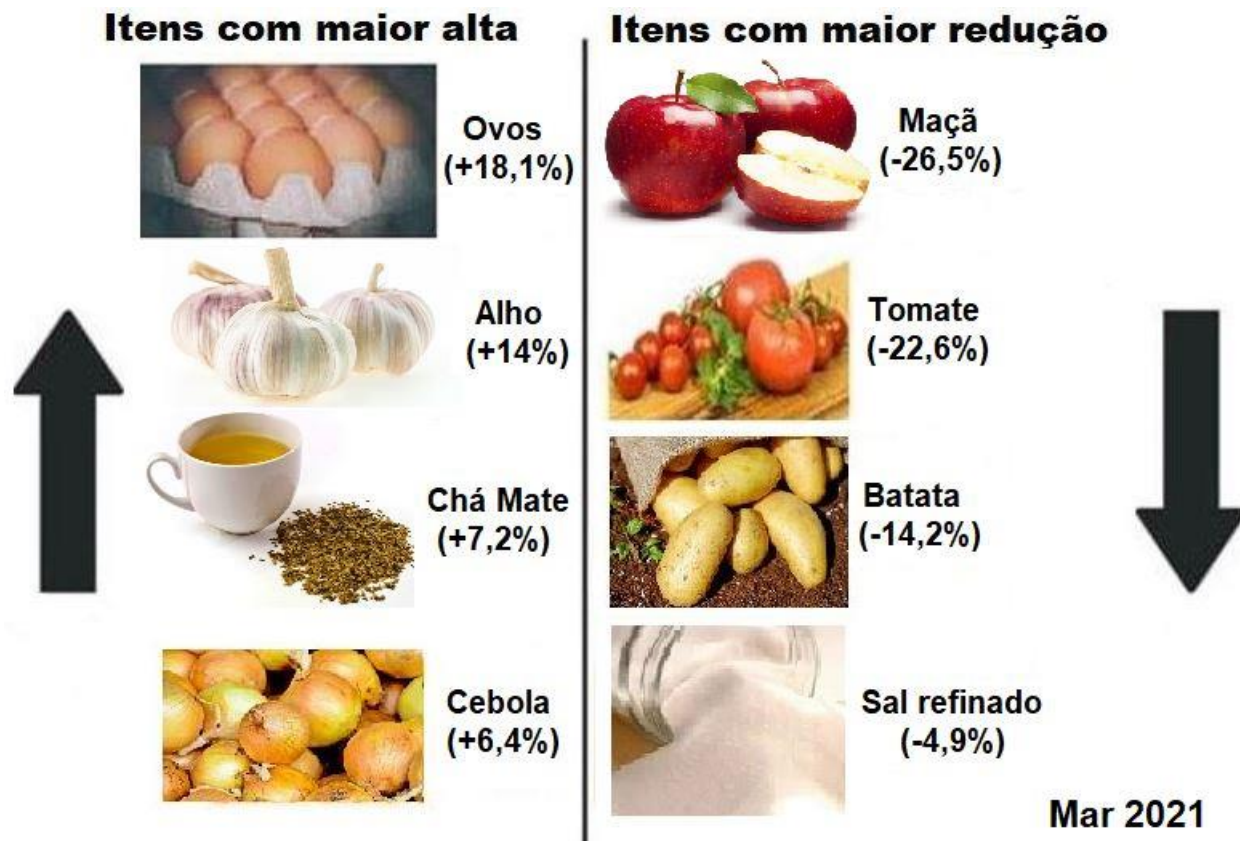 Itens com maior alta
Ovos
(+18,1%)
Alho
(+14%)
Chá Mate
(+7,2%)
Cebola
(+6,4%)
Itens com maior redução
Maçã
(-26,5%)
Tomate
(-22,6%)
Batata
(-14,2%)
Sal refinado
(-4,9%)
Mar 2021